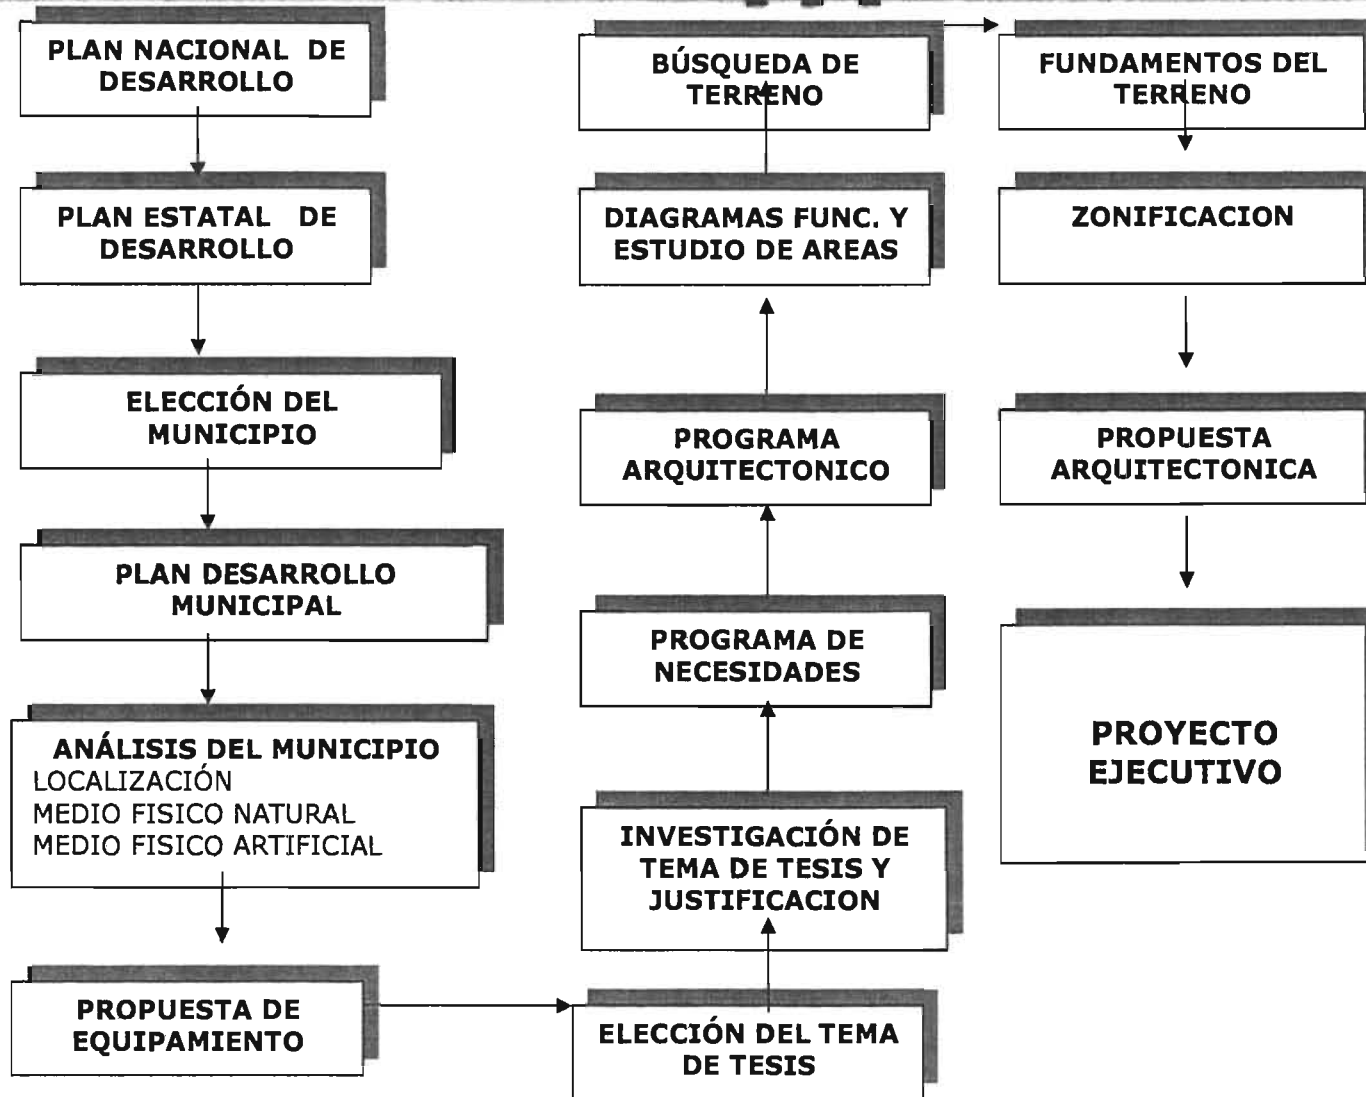 PLAN NACIONAL DE
DESARROLLO
PLAN ESTATAL DE
DESARROLLO
ELECCIÓN DEL
MUNICIPIO
PLAN DESARROLLO
MUNICIPAL
ANÁLISIS DEL MUNICIPIO
LOCALIZACIÓN
MEDIO FISICO NATURAL
MEDIO FISICO ARTIFICIAL
PROPUESTA DE
EQUIPAMIENTO
ELECCIÓN DEL TEMA
DE TESIS
INVESTIGACIÓN DE
TEMA DE TESIS Y
JUSTIFICACION
PROGRAMA DE
NECESIDADES
PROGRAMA
ARQUITECTONICO
DIAGRAMAS FUNC. Y
ESTUDIO DE AREAS
BÚSQUEDA DE
TERRENO
FUNDAMENTOS DEL
TERRENO
ZONIFICACION
PROPUESTA
ARQUITECTONICA
PROYECTO
EJECUTIVO